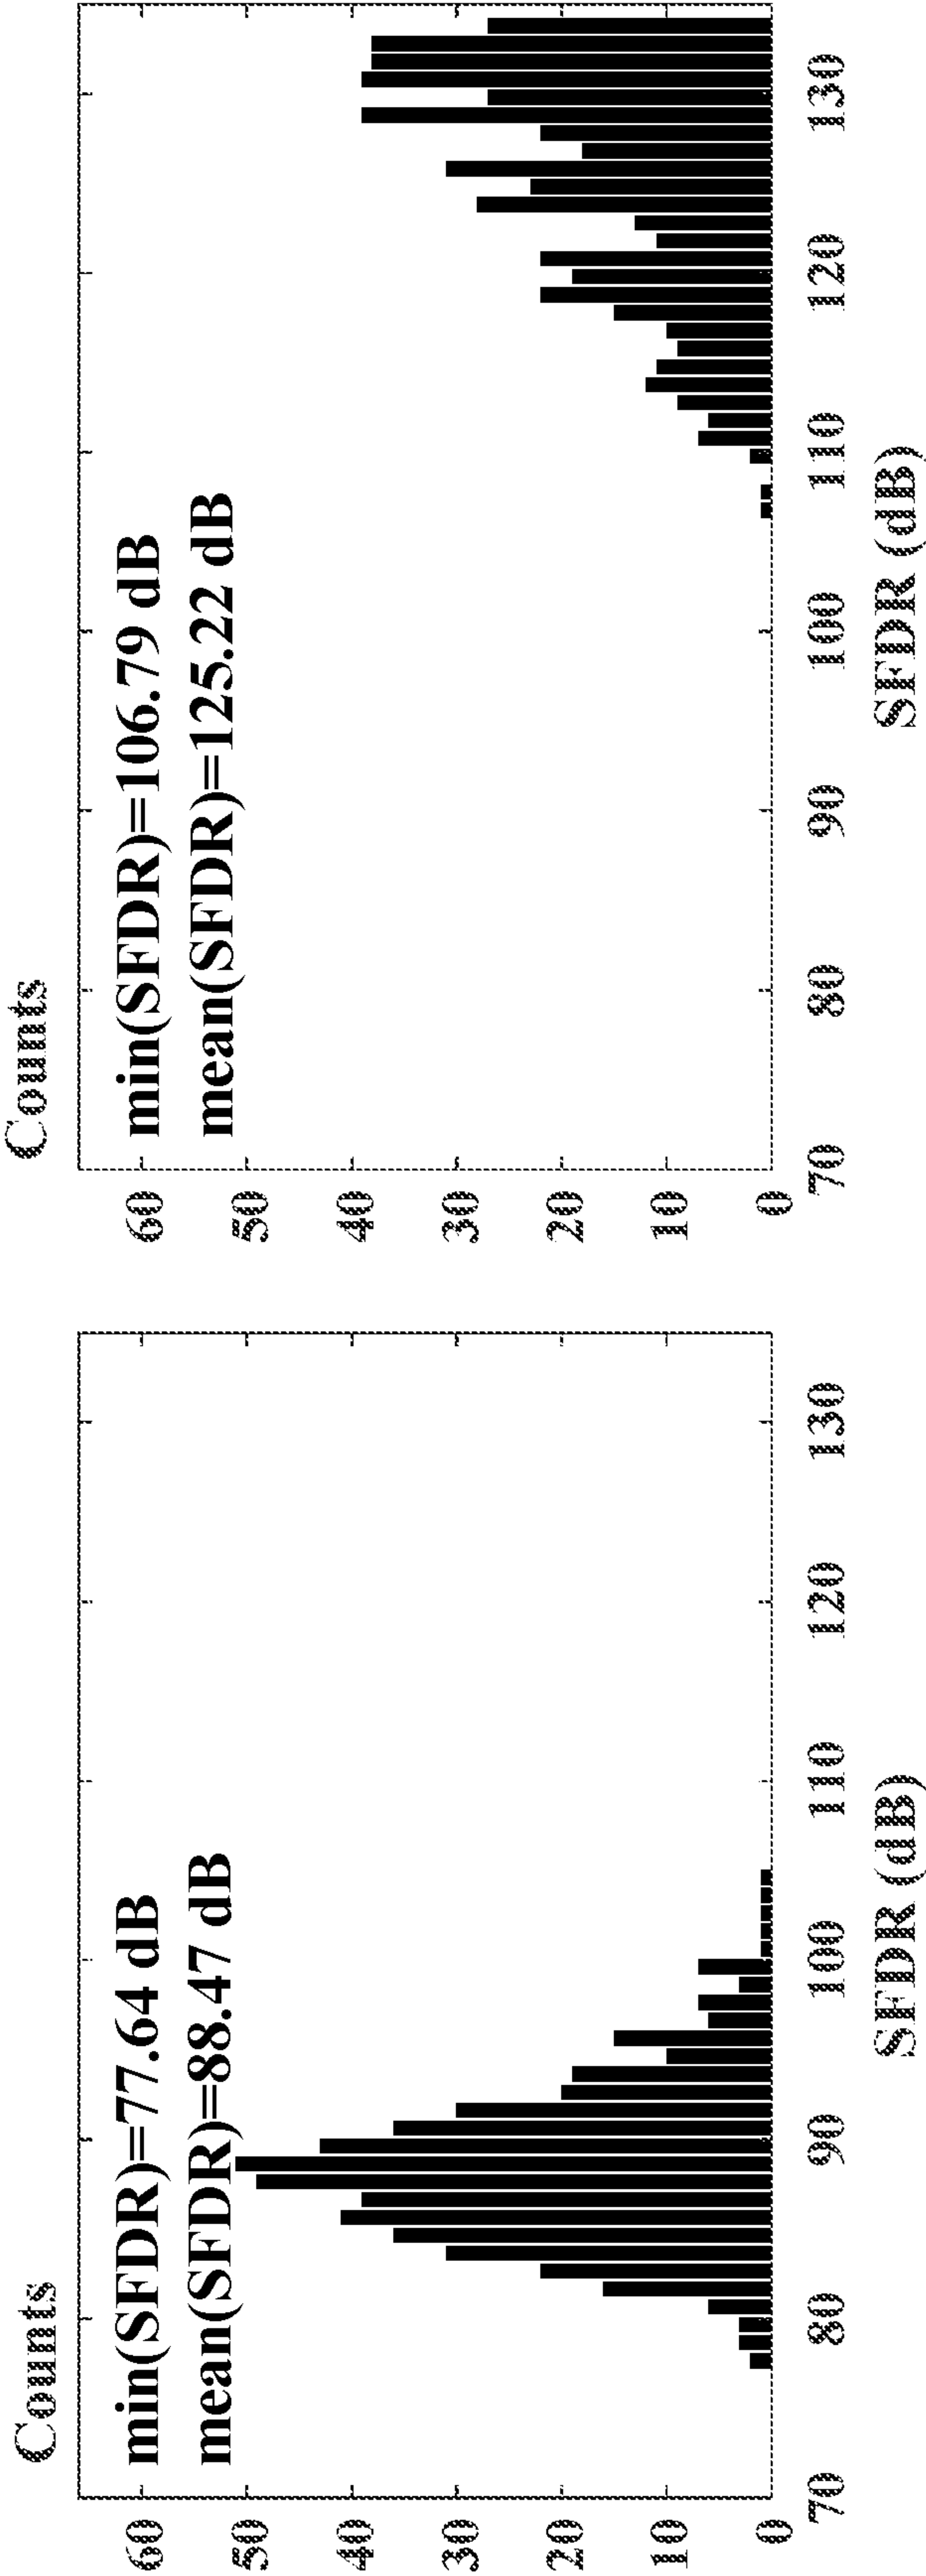 Counts
60
50
40
30
20
10
0
min(SFDR)=77.64 dB
mean(SFDR)=88.47 dB
70 80 90 100 110 120 130
SFDR (dB)
Counts
60
50
40
30
20
10
0
min(SFDR)=106.79 dB
mean(SFDR)=125.22 dB
70 80 90 100 110 120 130
SFDR (dB)